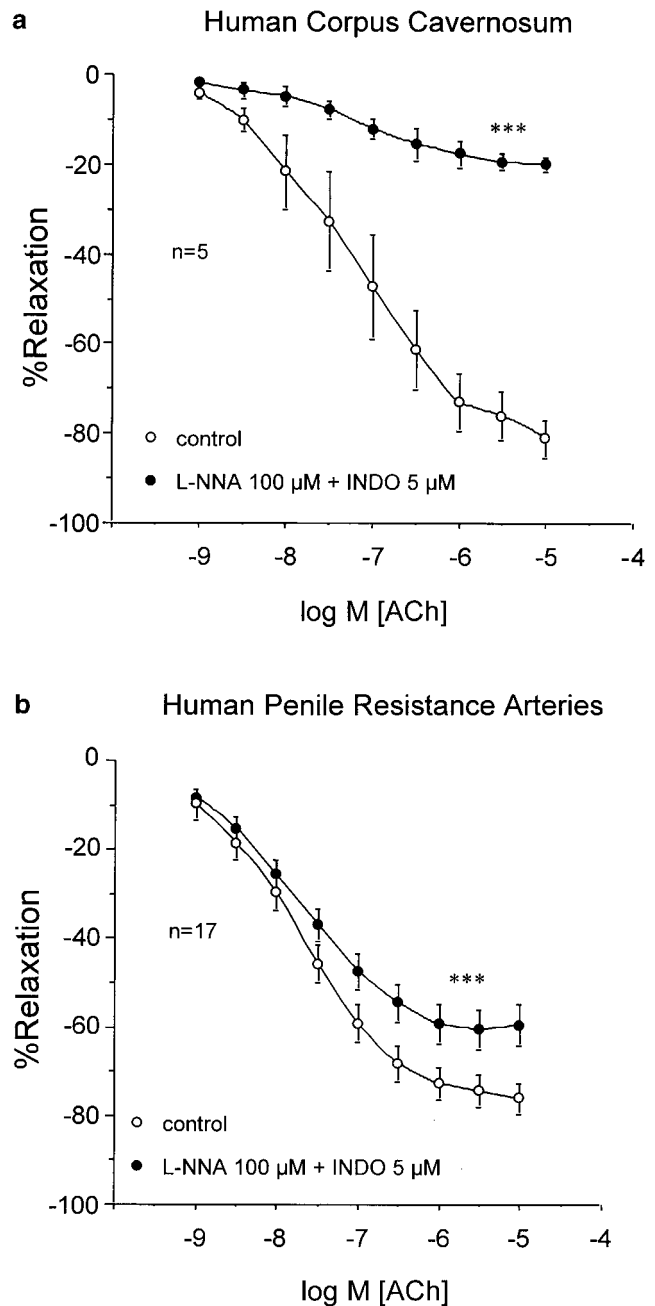 a
Human Corpus Cavernosum
0
-20
-40
-60
-80
-100
%Relaxation
***
n=5
control
L-NNA 100 µM + INDO 5 µM
-9 -8 -7 -6 -5 -4
log M [ACh]
b
Human Penile Resistance Arteries
0
-20
-40
-60
-80
-100
%Relaxation
n=17
***
control
L-NNA 100 µM + INDO 5 µM
-9 -8 -7 -6 -5 -4
log M [ACh]